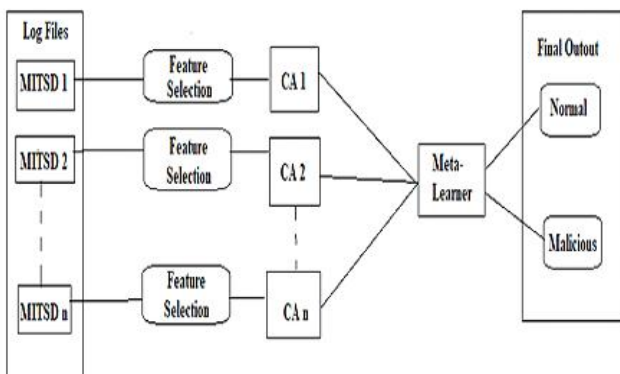 Log Files
MITSD 1
Feature
Selection
CA 1
MITSD 2
Feature
Selection
CA 2
MITSD n
Feature
Selection
CA n
Meta-
Learner
Final Outout
Normal
Malicious